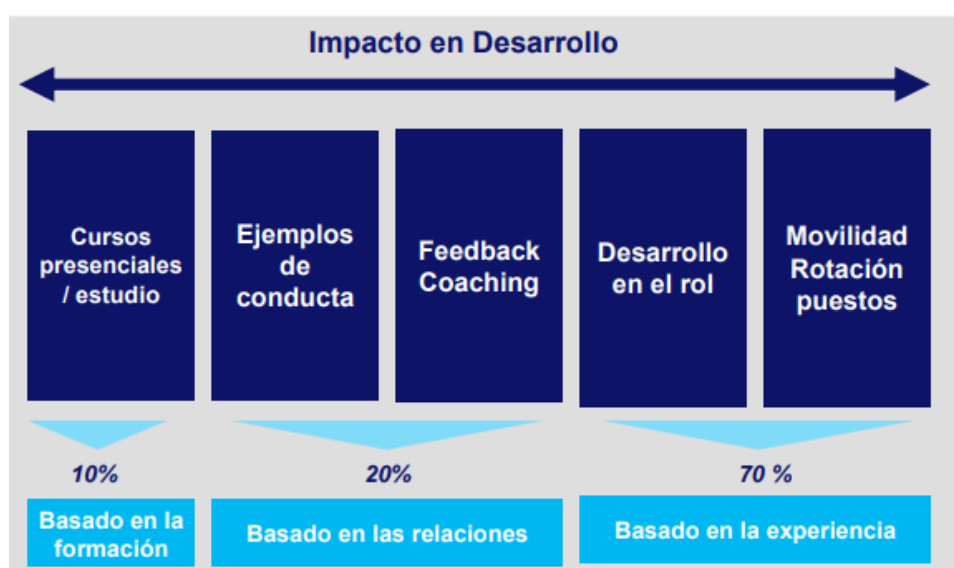 Impacto en Desarrollo
Cursos
presenciales
/ estudio
Ejemplos
de
conducta
Feedback
Coaching
Desarrollo
en el rol
Movilidad
Rotación
puestos
10%
20%
70 %
Basado en la
formación
Basado en las relaciones
Basado en la experiencia